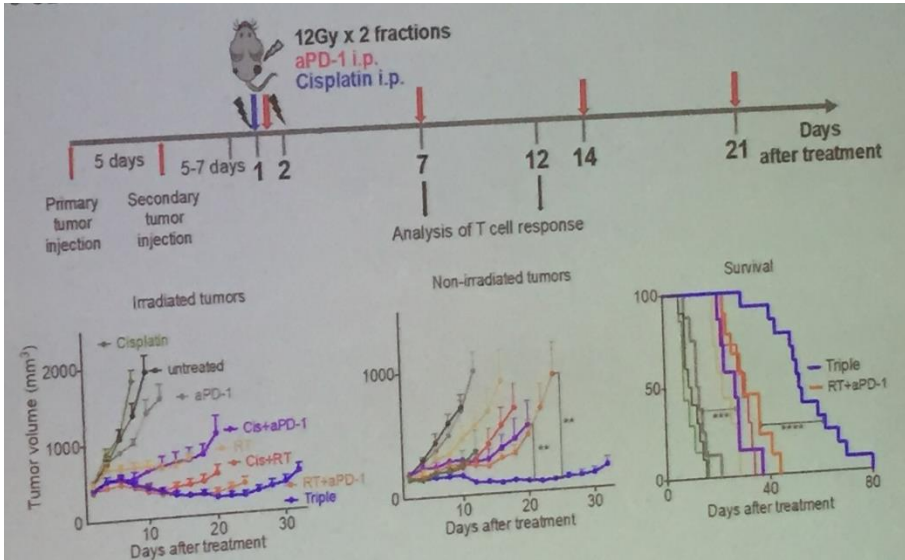 12Gy x 2 fractions
aPD-1 i.p.
Cisplatin i.p.
5 days
5-7 days
1
2
7
12
14
21
Days
after treatment
Primary
tumor
injection
Secondary
tumor
injection
Analysis of T cell response
Irradiated tumors
Tumor volume (mm³)
2000
1000
0
Cisplatin
untreated
aPD-1
Cis+aPD-1
RT
Cis+RT
RT+aPD-1
Triple
10
20
30
Days after treatment
Non-irradiated tumors
1000
0
**
**
10
20
30
Days after treatment
Survival
100
50
0
Triple
RT+aPD-1
***
****
0
40
80
Days after treatment